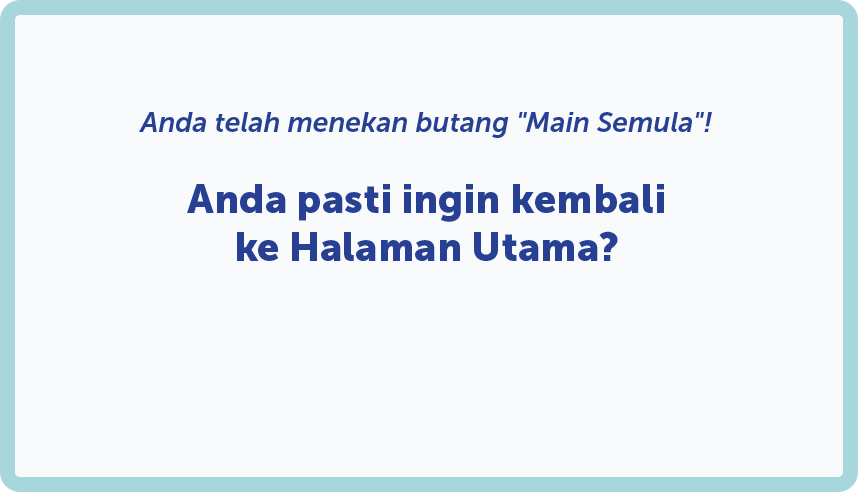 Anda telah menekan butang "Main Semula"!
Anda pasti ingin kembali
ke Halaman Utama?